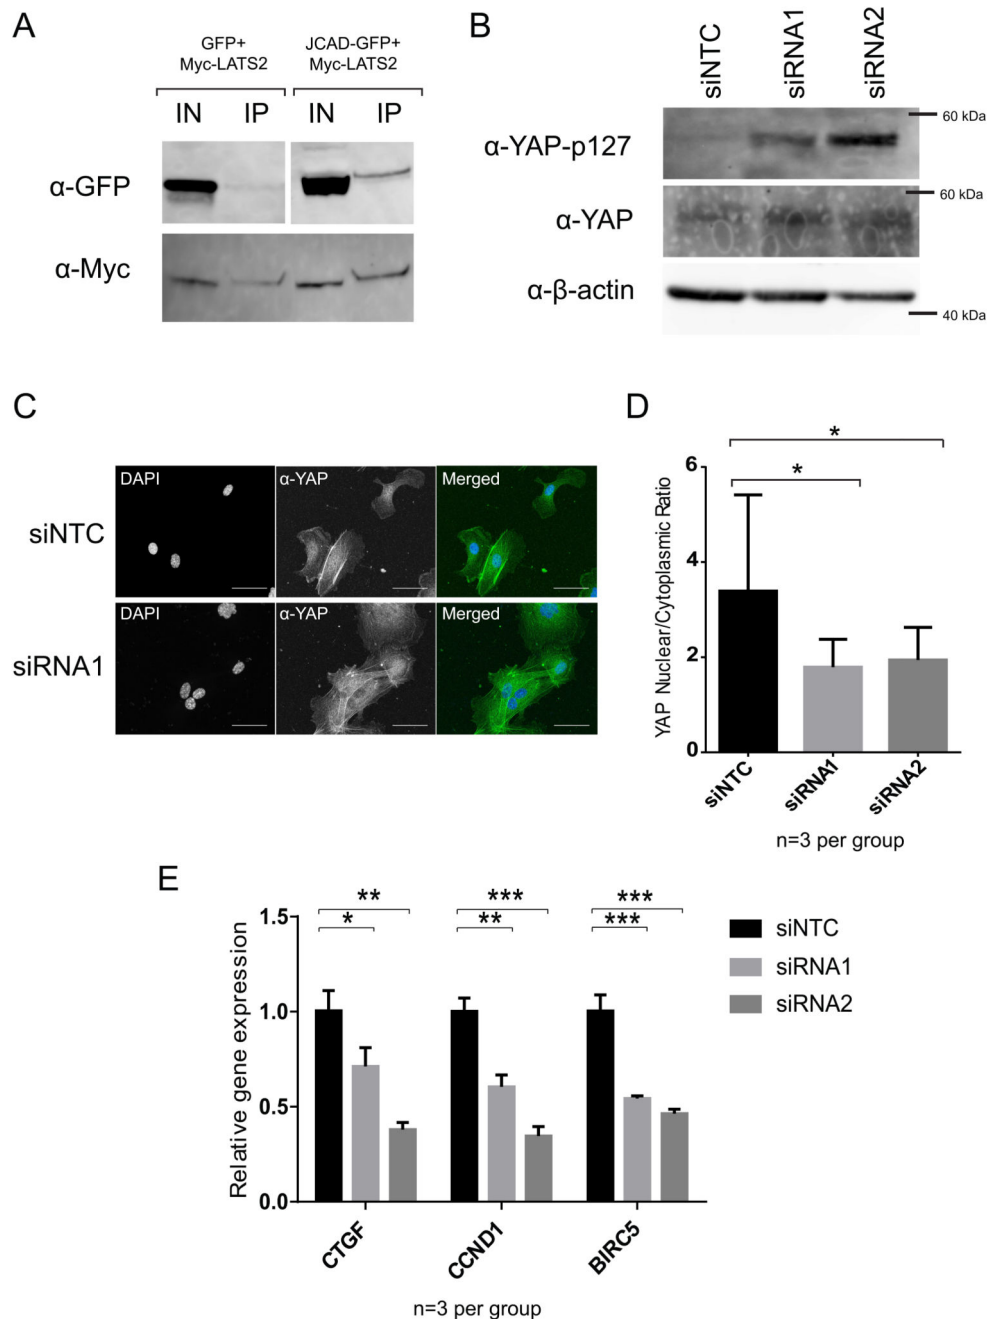 A
GFP+
Myc-LATS2
JCAD-GFP+
Myc-LATS2
IN
IP
IN
IP
α-GFP
α-Myc
B
siNTC
siRNA1
siRNA2
α-YAP-p127
60 kDa
α-YAP
60 kDa
α-β-actin
40 kDa
C
DAPI
α-YAP
Merged
siNTC
DAPI
α-YAP
Merged
siRNA1
D
*
*
YAP Nuclear/Cytoplasmic Ratio
6
4
2
0
siNTC
siRNA1
siRNA2
n=3 per group
E
**
*
***
**
***
***
Relative gene expression
1.5
1.0
0.5
0.0
CTGF
CCND1
BIRC5
n=3 per group
siNTC
siRNA1
siRNA2